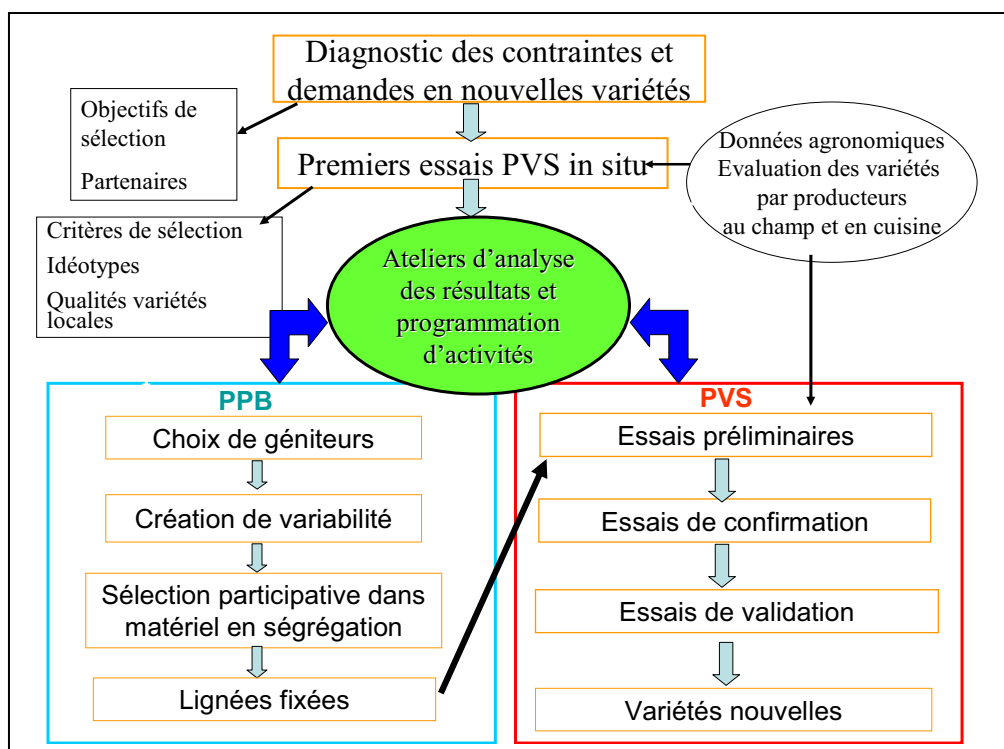 Diagnostic des contraintes et
demandes en nouvelles variétés
Objectifs de
sélection
Partenaires
Premiers essais PVS in situ
Données agronomiques
Evaluation des variétés
par producteurs
au champ et en cuisine
Critères de sélection
Idéotypes
Qualités variétés
locales
Ateliers d’analyse
des résultats et
programmation
d’activités
PPB
Choix de géniteurs
Création de variabilité
Sélection participative dans
matériel en ségrégation
Lignées fixées
PVS
Essais préliminaires
Essais de confirmation
Essais de validation
Variétés nouvelles